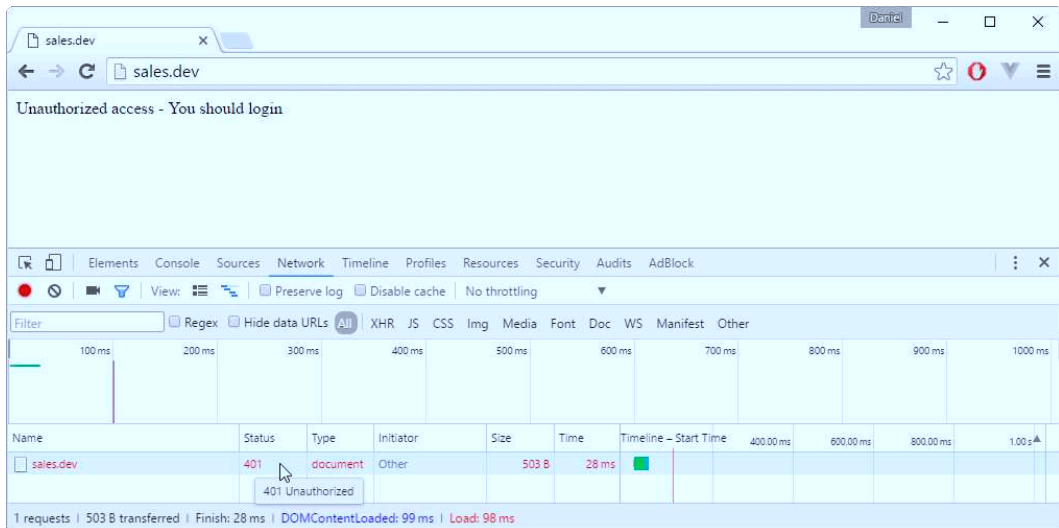 Daniel
sales.dev
sales.dev
Unauthorized access - You should login
Elements Console Sources Network Timeline Profiles Resources Security Audits AdBlock
View: Preserve log Disable cache No throttling
Filter Regex Hide data URLs All XHR JS CSS Img Media Font Doc WS Manifest Other
100 ms 200 ms 300 ms 400 ms 500 ms 600 ms 700 ms 800 ms 900 ms 1000 ms
Name Status Type Initiator Size Time Timeline – Start Time 400.00 ms 600.00 ms 800.00 ms 1.00 s
sales.dev 401 document Other 503 B 28 ms
401 Unauthorized
1 requests | 503 B transferred | Finish: 28 ms | DOMContentLoaded: 99 ms | Load: 98 ms